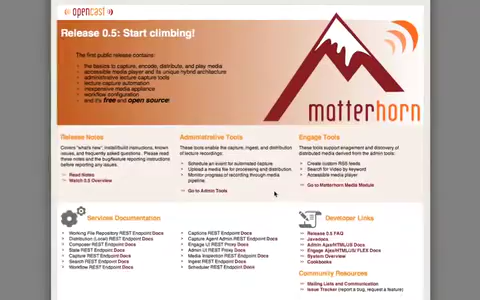 opencast
Release 0.5: Start climbing!
The first public release contains:
the basics to capture, encode, distribute, and play media
accessible media player and its unique hybrid architecture
administrative lecture capture tools
lecture capture automation
inexpensive media appliance
workflow configuration
and it's free and open source!
matterhorn
Release Notes
Covers "what's new", install/build instructions, known
issues, and frequently asked questions. Please read
these notes and the bug/feature reporting instructions
before reporting any issues.
Read Notes
Watch 0.5 Overview
Administrative Tools
These tools enable the capture, ingest, and distribution
of lecture recordings:
Schedule an event for automated capture
Upload a media file for processing and distribution
Monitor progress of recording through media
pipeline.
Go to Admin Tools
Engage Tools
These tools support engagement and discovery of
distributed media derived from the admin tools:
Create custom RSS feeds
Search for video by keyword
Accessible media player
Go to Matterhorn Media Module
Services Documentation
Working File Repository REST Endpoint Docs
Distribution (Local) REST Endpoint Docs
Composer REST Endpoint Docs
State REST Endpoint Docs
Capture REST Endpoint Docs
Search REST Endpoint Docs
Workflow REST Endpoint Docs
Captions REST Endpoint Docs
Capture Agent Admin REST Endpoint Docs
Engage UI REST Proxy Docs
Admin UI REST Proxy Docs
Media Inspection REST Endpoint Docs
Ingest REST Endpoint Docs
Scheduler REST Endpoint Docs
Developer Links
Release 0.5 FAQ
Javadocs
Admin Ajax/HTML/JS Docs
Engage Ajax/HTML/JS/ FLEX Docs
System Overview
Cookbooks
Community Resources
Mailing Lists and Communication
Issue Tracker (report a bug, request a feature)